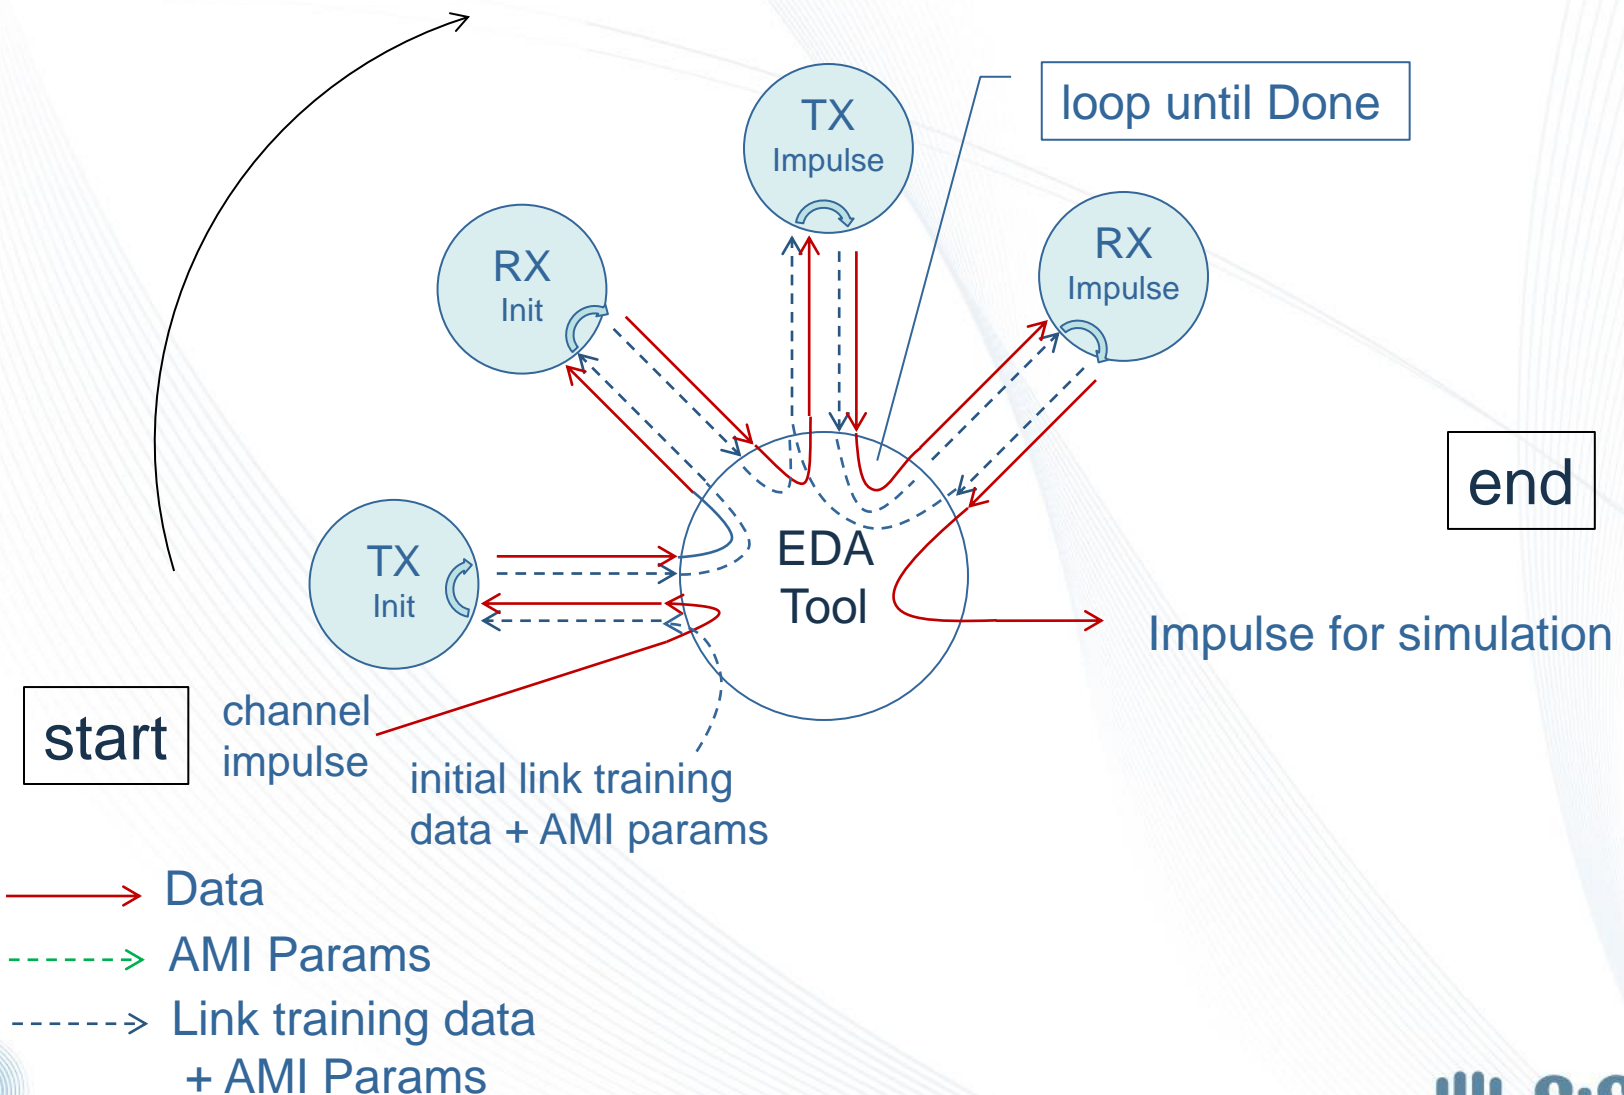 TX
Impulse
loop until Done
RX
Init
RX
Impulse
end
TX
Init
EDA
Tool
Impulse for simulation
start
channel
impulse
initial link training
data + AMI params
Data
AMI Params
Link training data
+ AMI Params